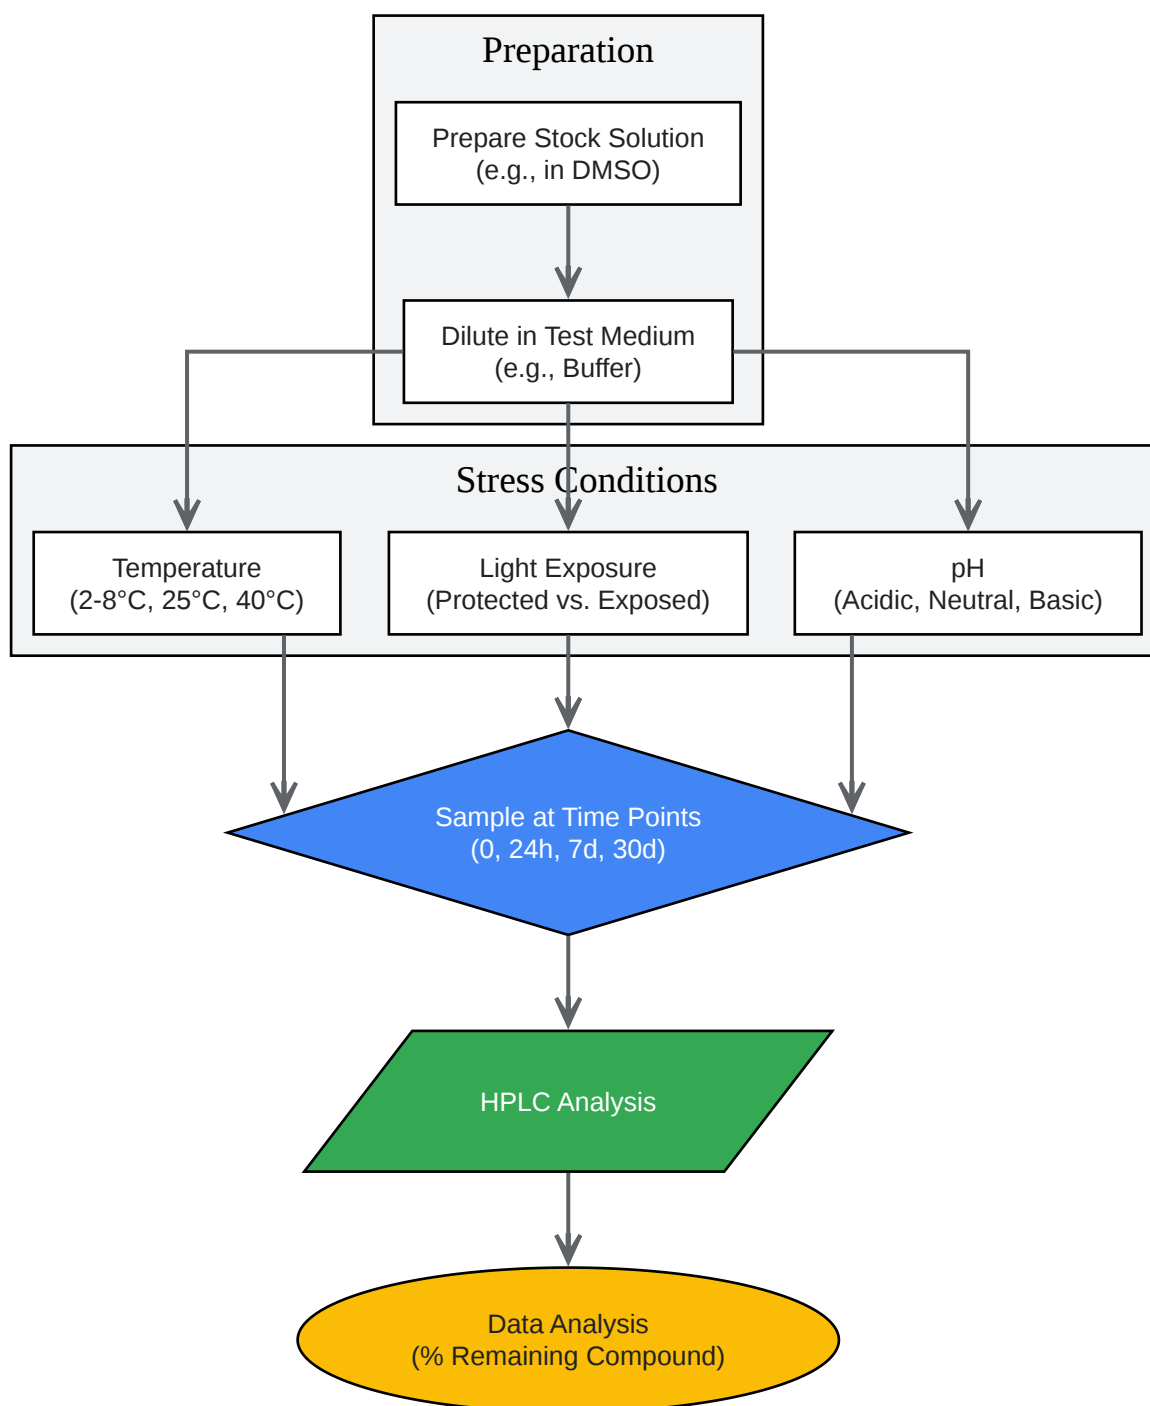 Preparation
Prepare Stock Solution
(e.g., in DMSO)
Dilute in Test Medium
(e.g., Buffer)
Stress Conditions
Temperature
(2-8°C, 25°C, 40°C)
Light Exposure
(Protected vs. Exposed)
pH
(Acidic, Neutral, Basic)
Sample at Time Points
(0, 24h, 7d, 30d)
HPLC Analysis
Data Analysis
(% Remaining Compound)